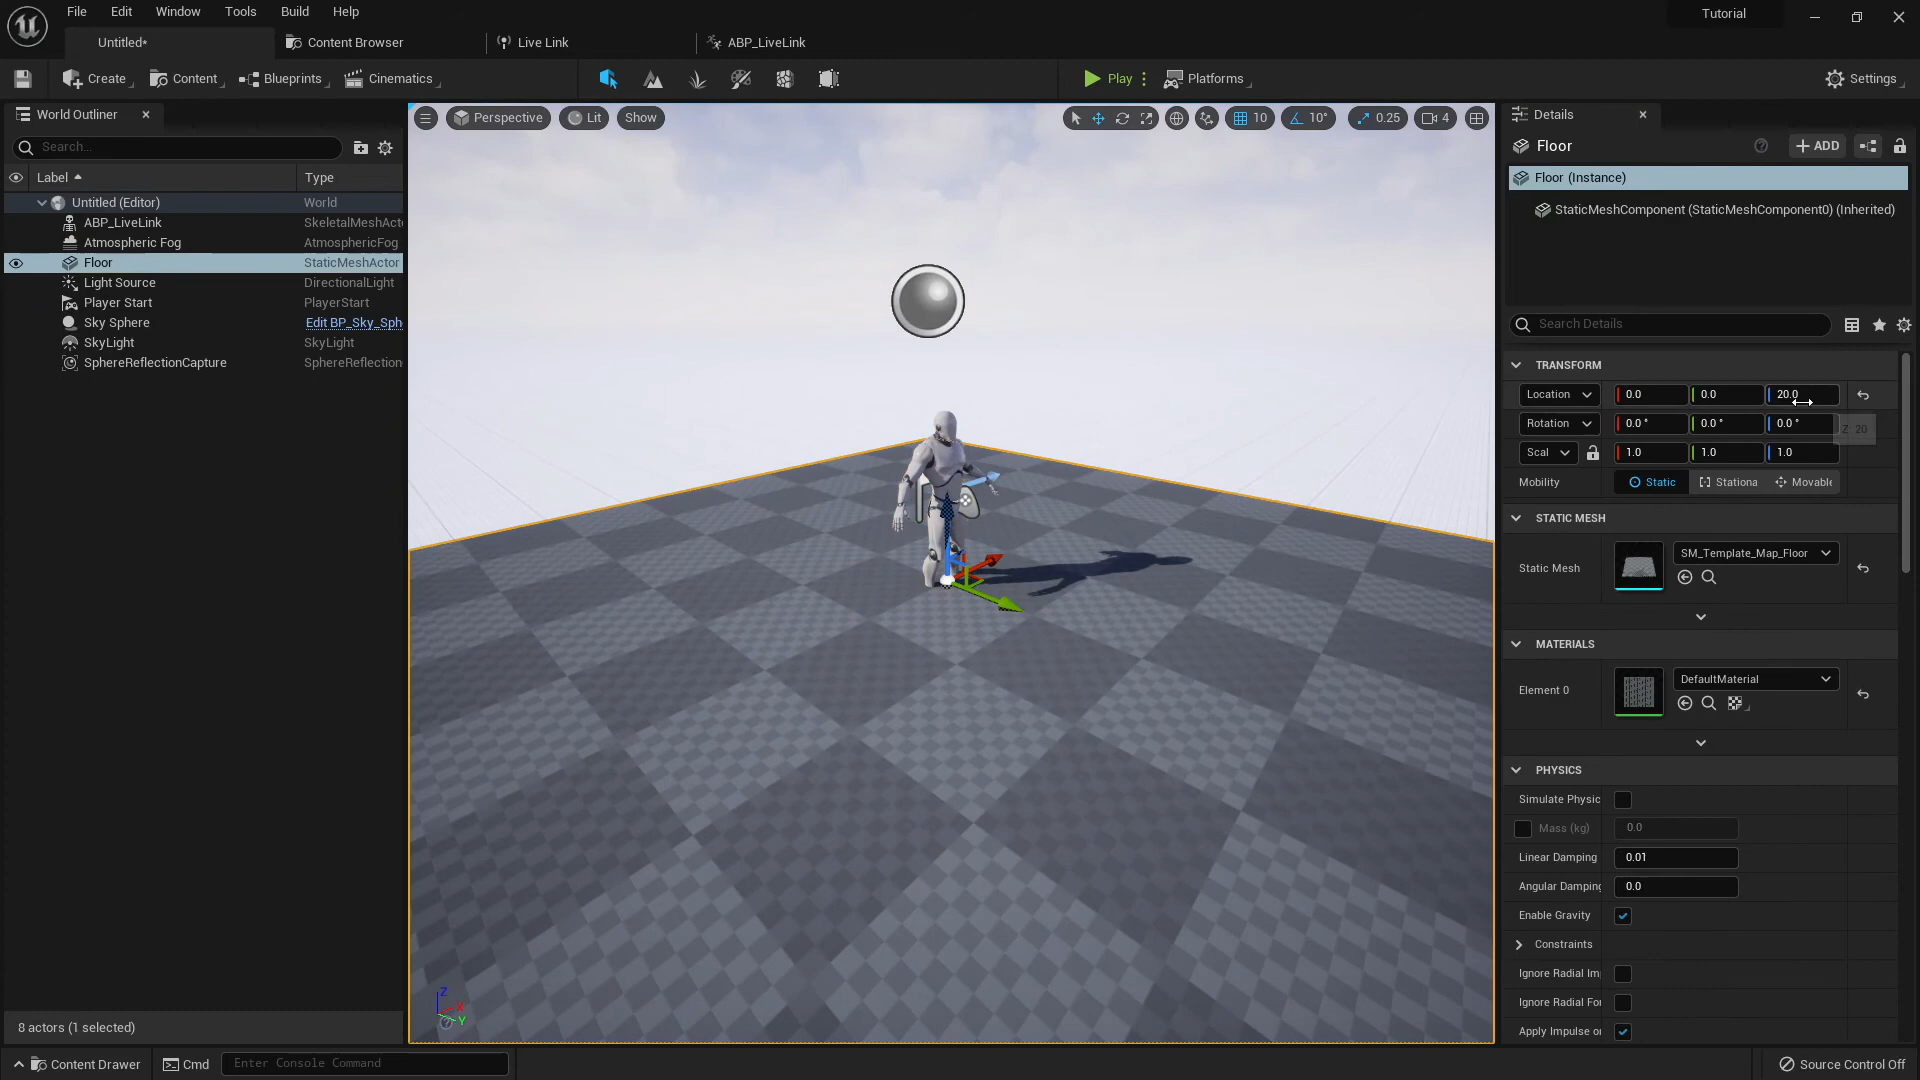 File Edit Window Tools Build Help
Tutorial
Untitled*
Content Browser
Live Link
ABP_LiveLink
Create
Content
Blueprints
Cinematics
Play
Platforms
Settings
World Outliner
Search...
Label Type
Untitled (Editor) World
ABP_LiveLink SkeletalMeshActo
Atmospheric Fog AtmosphericFog
Floor StaticMeshActor
Light Source DirectionalLight
Player Start PlayerStart
Sky Sphere Edit BP_Sky_Sph
SkyLight SkyLight
SphereReflectionCapture SphereReflection
8 actors (1 selected)
Perspective Lit Show
10 10° 0.25 4
Z X Y
Details
Floor
ADD
Floor (Instance)
StaticMeshComponent (StaticMeshComponent0) (Inherited)
Search Details
TRANSFORM
Location 0.0 0.0 20.0
Rotation 0.0 ° 0.0 ° 0.0 °
Z: 20
Scal 1.0 1.0 1.0
Mobility Static Stationa Movable
STATIC MESH
Static Mesh SM_Template_Map_Floor
MATERIALS
Element 0 DefaultMaterial
PHYSICS
Simulate Physic
Mass (kg) 0.0
Linear Damping 0.01
Angular Damping 0.0
Enable Gravity
Constraints
Ignore Radial Im
Ignore Radial For
Apply Impulse o
Content Drawer
Cmd
Enter Console Command
Source Control Off